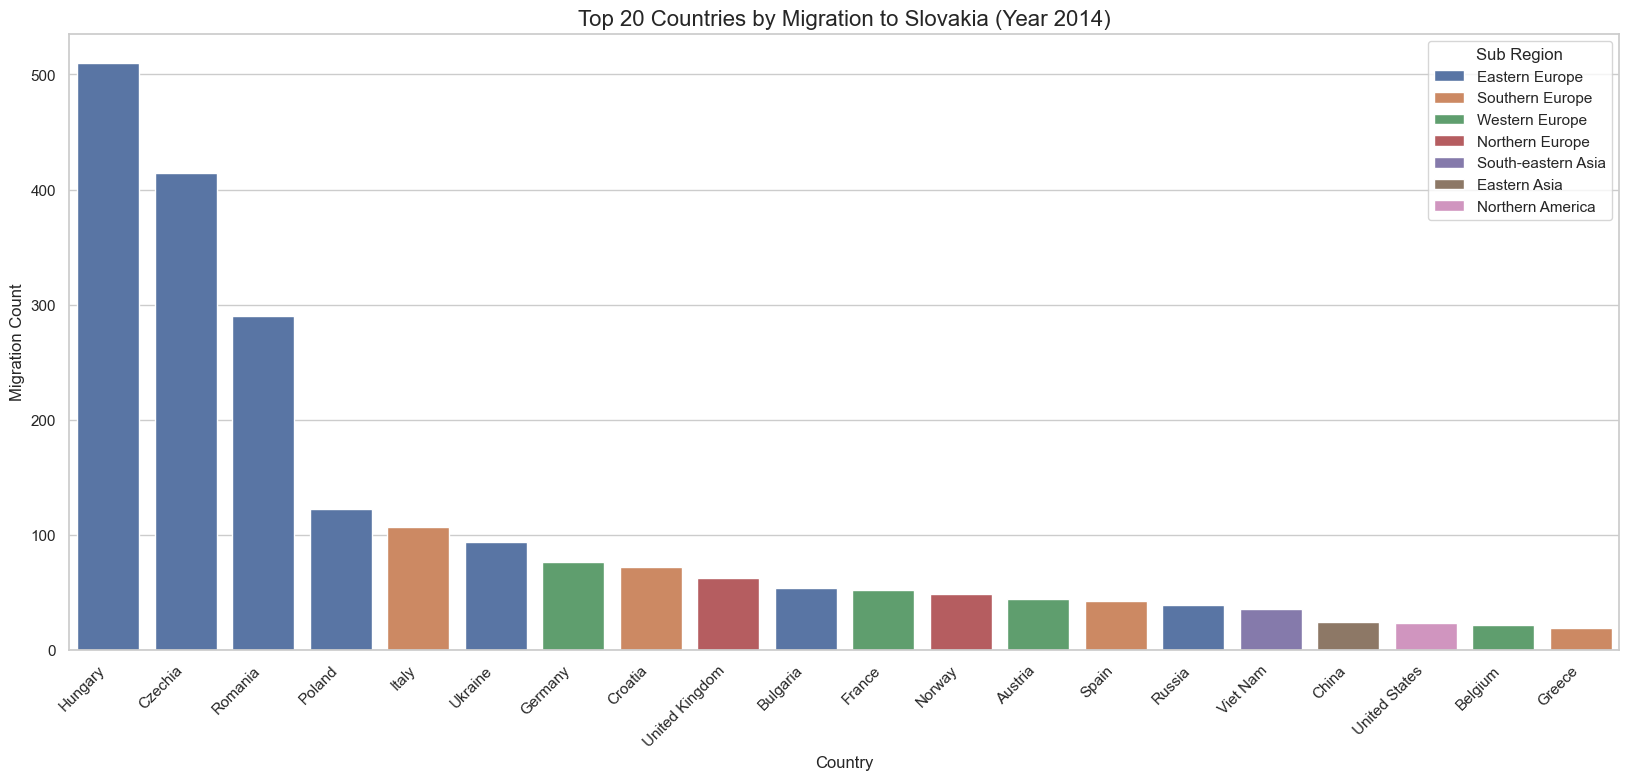 Top 20 Countries by Migration to Slovakia (Year 2014)
Sub Region
Eastern Europe
Southern Europe
Western Europe
Northern Europe
South-eastern Asia
Eastern Asia
Northern America
Migration Count
500
400
300
200
100
0
Hungary
Czechia
Romania
Poland
Italy
Ukraine
Germany
Croatia
United Kingdom
Bulgaria
France
Norway
Austria
Spain
Russia
Viet Nam
China
United States
Belgium
Greece
Country